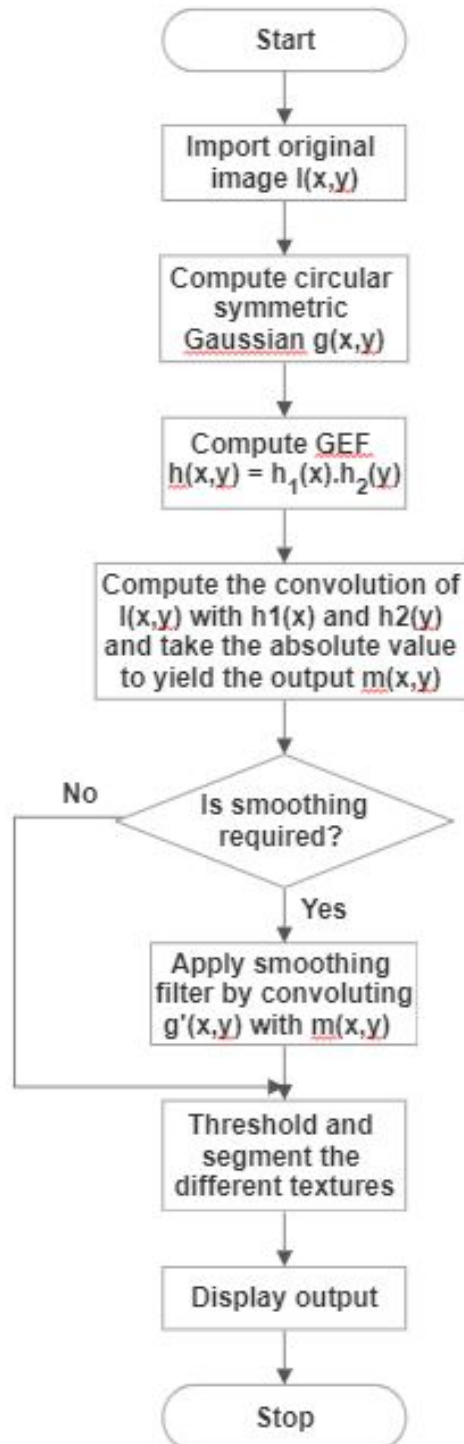 Start
Import original
image I(x,y)
Compute circular
symmetric
Gaussian g(x,y)
Compute GEF
h(x,y) = h₁(x).h₂(y)
Compute the convolution of
I(x,y) with h1(x) and h2(y)
and take the absolute value
to yield the output m(x,y)
No
Is smoothing
required?
Yes
Apply smoothing
filter by convoluting
g'(x,y) with m(x,y)
Threshold and
segment the
different textures
Display output
Stop